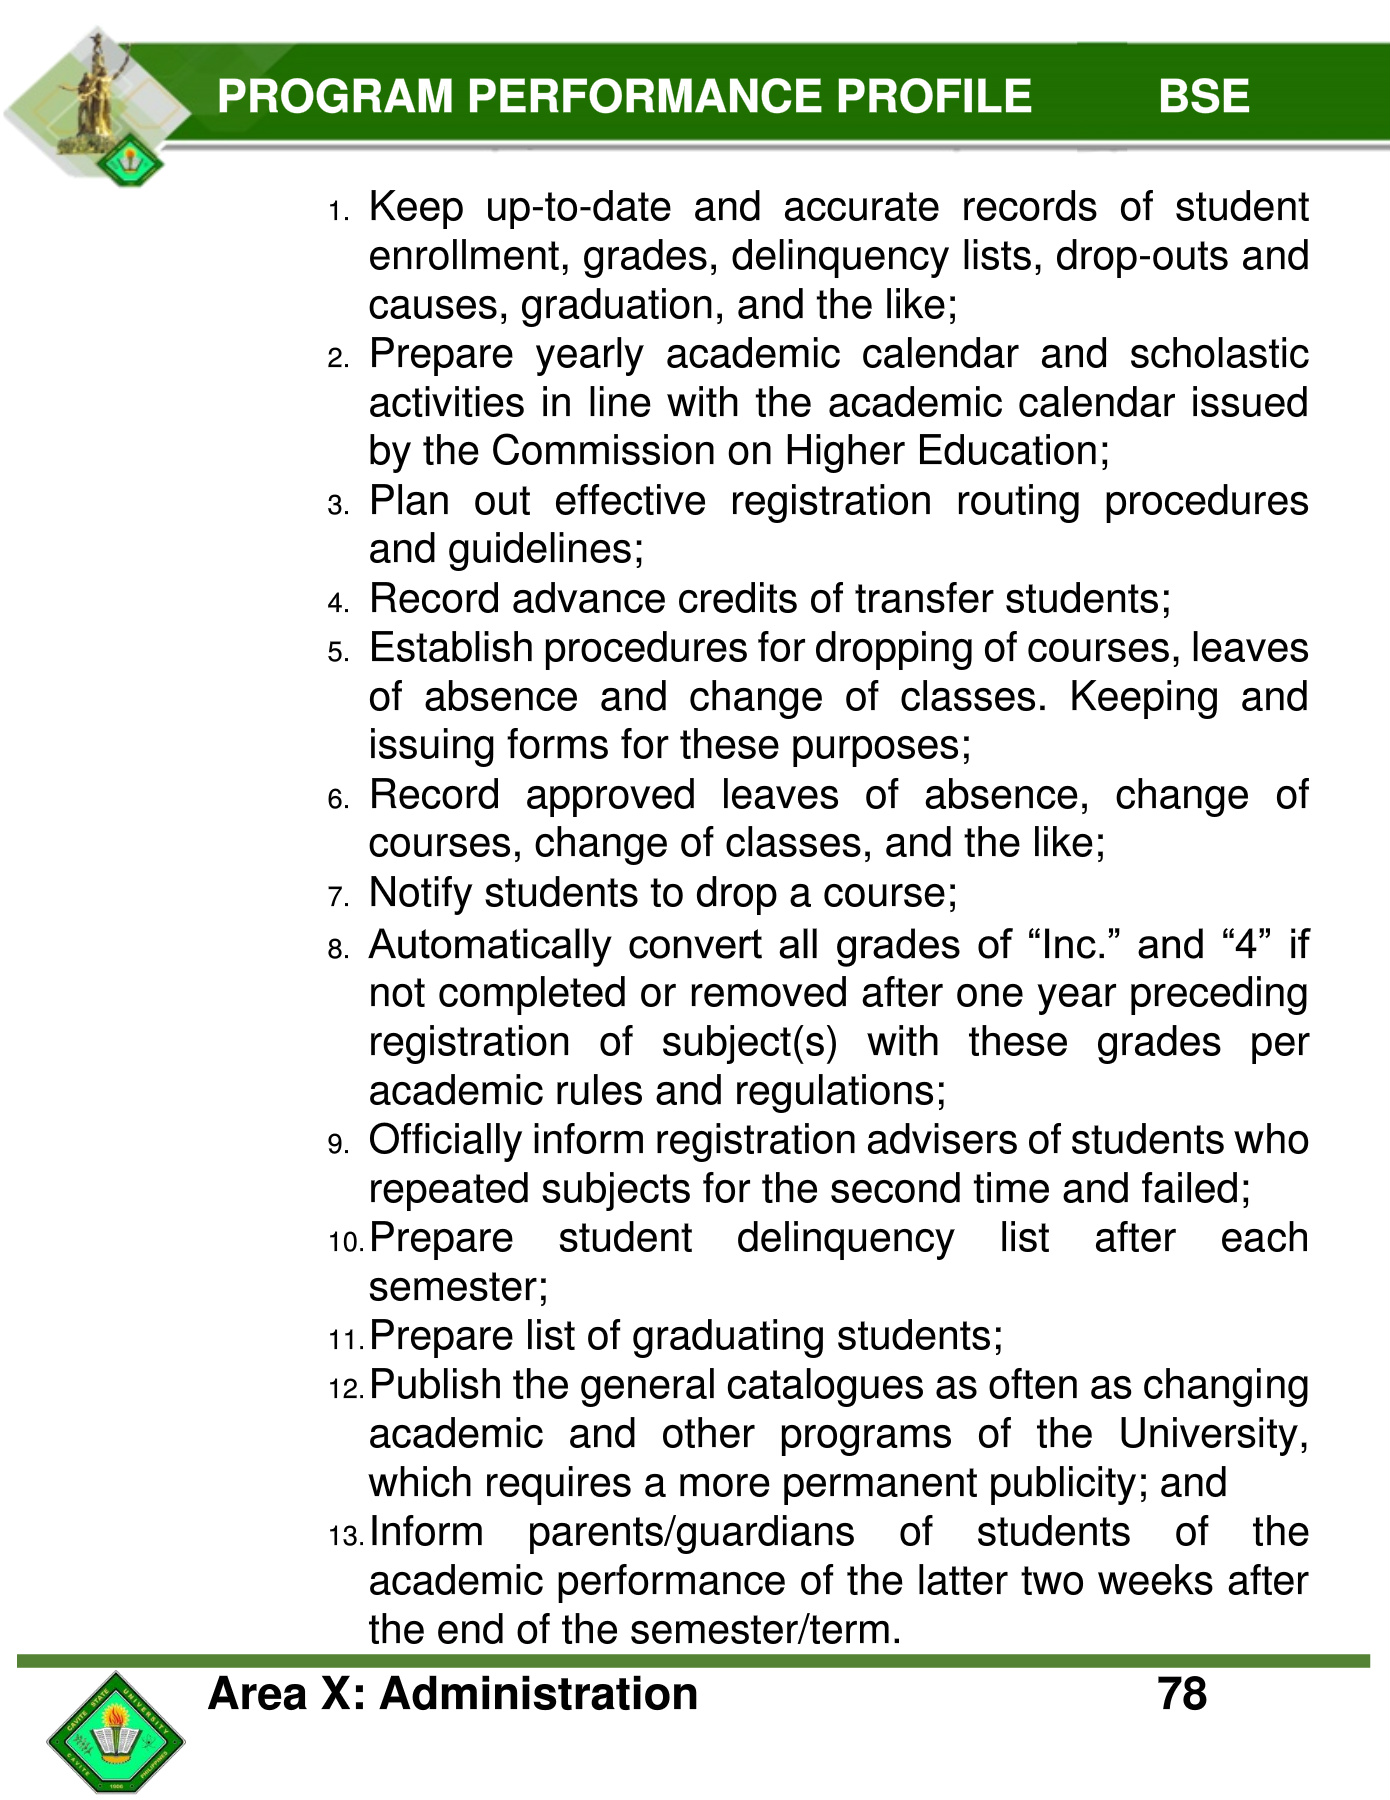 PROGRAM PERFORMANCE PROFILE BSE
1. Keep up-to-date and accurate records of student
enrollment, grades, delinquency lists, drop-outs and
causes, graduation, and the like;
2. Prepare yearly academic calendar and scholastic
activities in line with the academic calendar issued
by the Commission on Higher Education;
3. Plan out effective registration routing procedures
and guidelines;
4. Record advance credits of transfer students;
5. Establish procedures for dropping of courses, leaves
of absence and change of classes. Keeping and
issuing forms for these purposes;
6. Record approved leaves of absence, change of
courses, change of classes, and the like;
7. Notify students to drop a course;
8. Automatically convert all grades of “Inc.” and “4” if
not completed or removed after one year preceding
registration of subject(s) with these grades per
academic rules and regulations;
9. Officially inform registration advisers of students who
repeated subjects for the second time and failed;
10. Prepare student delinquency list after each
semester;
11. Prepare list of graduating students;
12. Publish the general catalogues as often as changing
academic and other programs of the University,
which requires a more permanent publicity; and
13. Inform parents/guardians of students of the
academic performance of the latter two weeks after
the end of the semester/term.
Area X: Administration 78
CAVITE STATE UNIVERSITY
CAVITE PHILIPPINES
1906